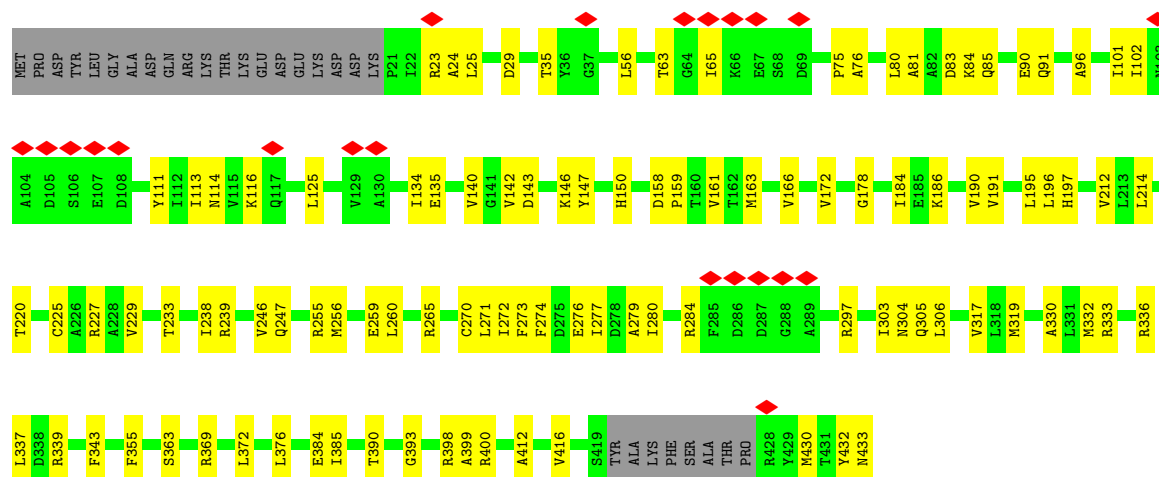 MET PRO ASP TYR LEU GLY ALA ASP GLN ARG LYS THR LYS GLU ASP GLU LYS ASP ASP LYS P21 I22 R23 A24 L25 D29 T35 Y36 G37 L56 T63 G64 I65 K66 E67 S68 D69 P75 A76 L80 A81 A82 D83 K84 Q85 E90 Q91 A96 I101 I102 N103
A104 D105 S106 E107 D108 Y111 I112 I113 N114 V115 K116 Q117 L125 V129 A130 I134 E135 V140 G141 V142 D143 K146 Y147 H150 D158 P159 T160 V161 T162 M163 V166 V172 G178 I184 E185 K186 V190 V191 L195 L196 H197 V212 L213 L214
T220 C225 A226 R227 A228 V229 T233 I238 R239 V246 Q247 R255 M256 E259 L260 R265 C270 L271 I272 F273 F274 D275 E276 I277 D278 A279 I280 R284 F285 D286 D287 G288 A289 R297 I303 N304 Q305 L306 V317 L318 M319 A330 L331 M332 R333 R336
L337 D338 R339 F343 F355 S363 R369 L372 L376 E384 I385 T390 G393 R398 A399 R400 A412 V416 S419 TYR ALA LYS PHE SER ALA THR PRO R428 Y429 M430 T431 Y432 N433